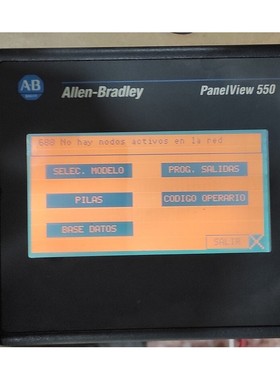 AB
Allen-Bradley
PanelView 550
No hay nodos activos en la red
SELEC. MODELO
PROG. SALIDAS
PILAS
CODIGO OPERARIO
BASE DATOS
SALIR